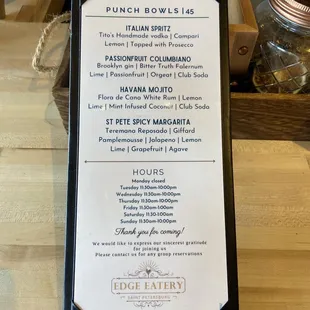 PUNCH BOWLS | 45
ITALIAN SPRITZ
Tito's Handmade vodka | Campari
Lemon | Topped with Prosecco
PASSIONFRUIT COLUMBIANO
Brooklyn gin | Bitter Truth Falernum
Lime | Passionfruit | Orgeat | Club Soda
HAVANA MOJITO
Flora de Cana White Rum | Lemon
Lime | Mint Infused Coconut | Club Soda
ST PETE SPICY MARGARITA
Teremana Reposado | Giffard
Pamplemousse | Jalapeno | Lemon
Lime | Grapefruit | Agave
HOURS
Monday closed
Tuesday 11:30am-10:00pm
Wednesday 11:30am-10:00pm
Thursday 11:30am-10:00pm
Friday 11:30am-1:00am
Saturday 11:30-1:00am
Sunday 11:30am-10:00pm
Thank you for coming!
We would like to express our sincerest gratitude
for joining us
Please contact us for any group reservations
EDGE EATERY
SAINT PETERSBURG